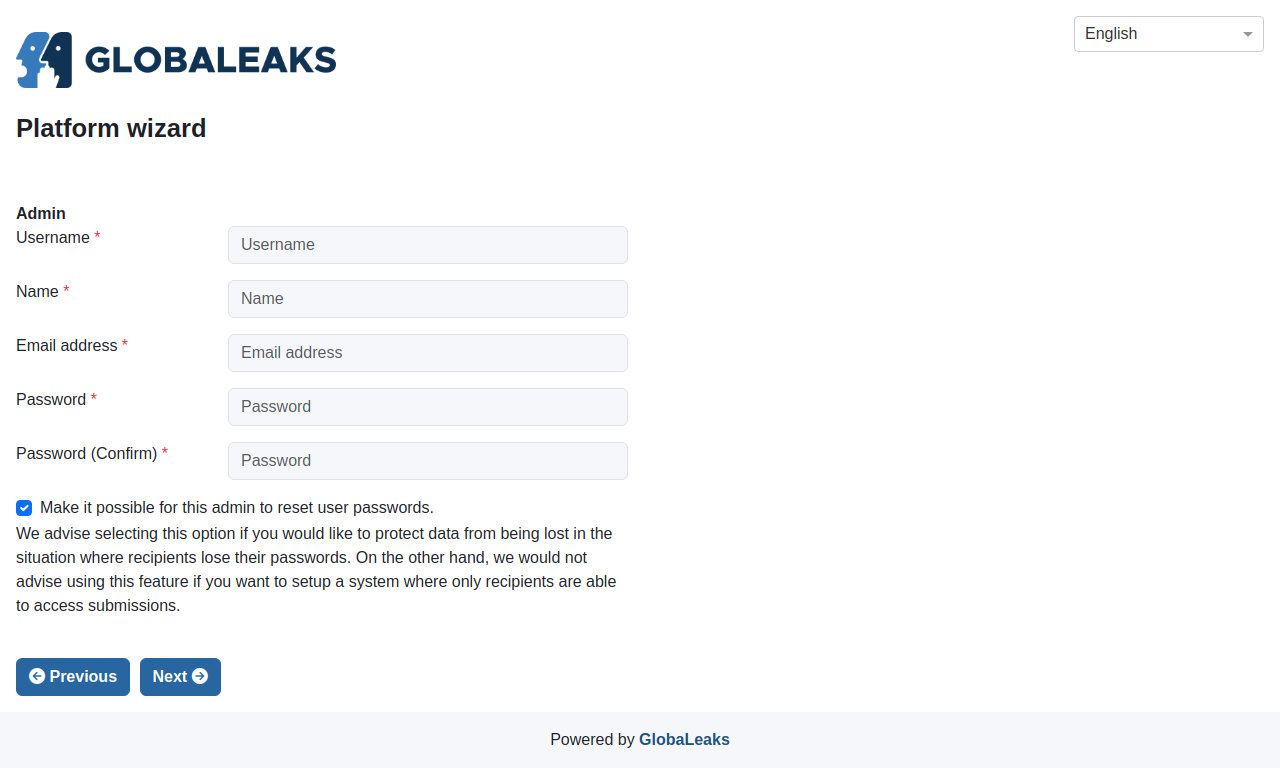 GLOBALEAKS
English
Platform wizard
Admin
Username *
Username
Name *
Name
Email address *
Email address
Password *
Password
Password (Confirm) *
Password
Make it possible for this admin to reset user passwords.
We advise selecting this option if you would like to protect data from being lost in the
situation where recipients lose their passwords. On the other hand, we would not
advise using this feature if you want to setup a system where only recipients are able
to access submissions.
Previous
Next
Powered by GlobaLeaks